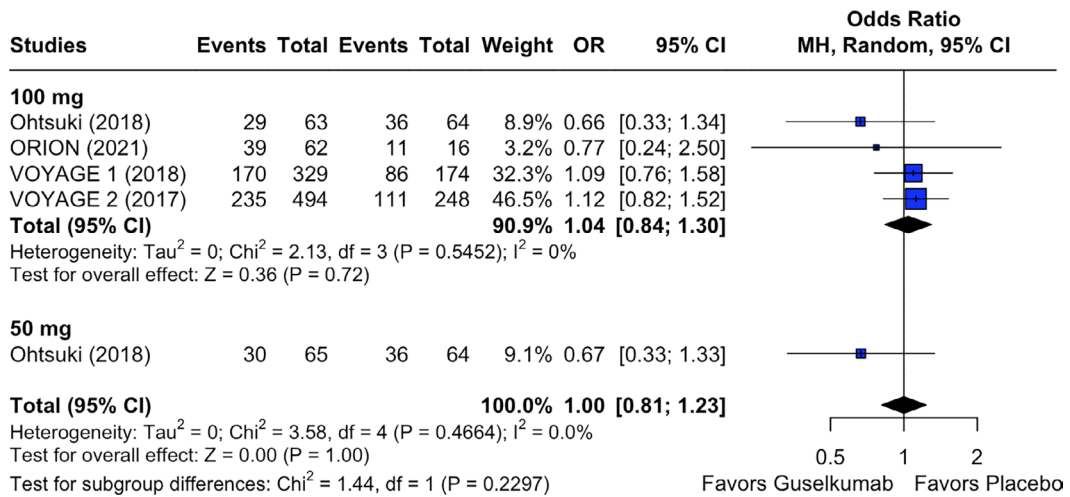 Odds Ratio
Studies Events Total Events Total Weight OR 95% CI MH, Random, 95% CI
100 mg
Ohtsuki (2018) 29 63 36 64 8.9% 0.66 [0.33; 1.34]
ORION (2021) 39 62 11 16 3.2% 0.77 [0.24; 2.50]
VOYAGE 1 (2018) 170 329 86 174 32.3% 1.09 [0.76; 1.58]
VOYAGE 2 (2017) 235 494 111 248 46.5% 1.12 [0.82; 1.52]
Total (95% CI) 90.9% 1.04 [0.84; 1.30]
Heterogeneity: Tau² = 0; Chi² = 2.13, df = 3 (P = 0.5452); I² = 0%
Test for overall effect: Z = 0.36 (P = 0.72)
50 mg
Ohtsuki (2018) 30 65 36 64 9.1% 0.67 [0.33; 1.33]
Total (95% CI) 100.0% 1.00 [0.81; 1.23]
Heterogeneity: Tau² = 0; Chi² = 3.58, df = 4 (P = 0.4664); I² = 0.0%
Test for overall effect: Z = 0.00 (P = 1.00)
0.5 1 2
Test for subgroup differences: Chi² = 1.44, df = 1 (P = 0.2297) Favors Guselkumab Favors Placebo